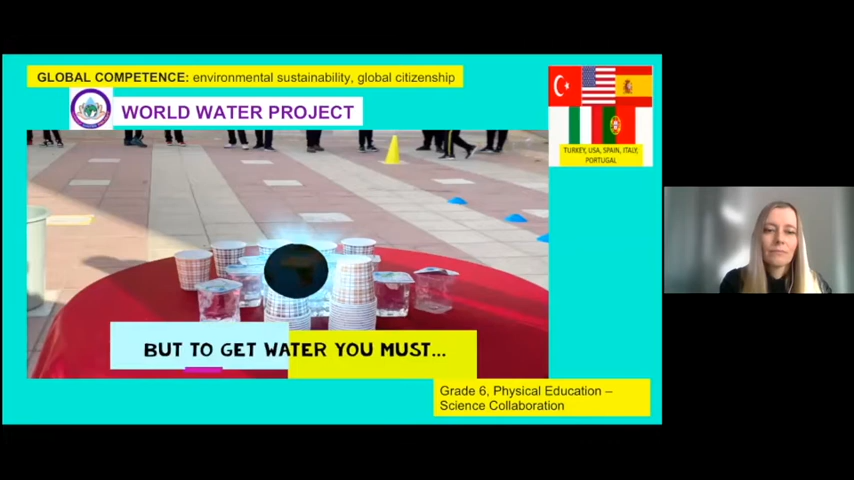 GLOBAL COMPETENCE: environmental sustainability, global citizenship
WORLD WATER PROJECT
TURKEY, USA, SPAIN, ITALY,
PORTUGAL
BUT TO GET WATER YOU MUST...
Grade 6, Physical Education –
Science Collaboration